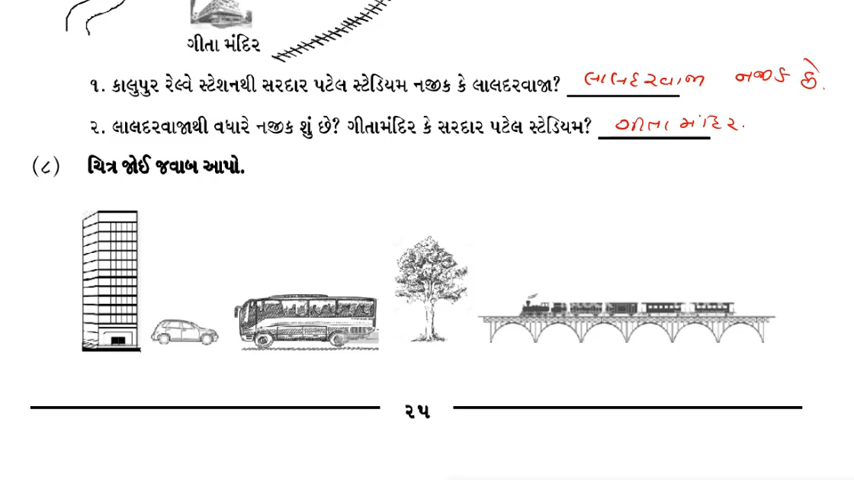 ગીતા મંદિર
૧. કાલુપુર રેલ્વે સ્ટેશનથી સરદાર પટેલ સ્ટેડિયમ નજીક કે લાલદરવાજા? લાલદરવાજા નજીક છે.
૨. લાલદરવાજાથી વધારે નજીક શું છે? ગીતામંદિર કે સરદાર પટેલ સ્ટેડિયમ? ગીતા મંદિર.
(૮) ચિત્ર જોઈ જવાબ આપો.
૨૫